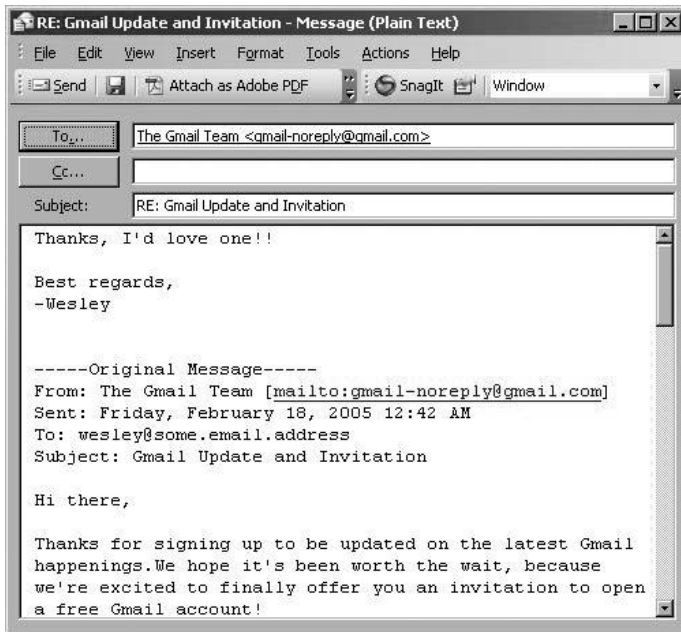 RE: Gmail Update and Invitation - Message (Plain Text)
File Edit View Insert Format Tools Actions Help
Send Attach as Adobe PDF SnagIt Window
To... The Gmail Team <gmail-noreply@gmail.com>
Cc...
Subject: RE: Gmail Update and Invitation
Thanks, I'd love one!!
Best regards,
-Wesley
-----Original Message-----
From: The Gmail Team [mailto:gmail-noreply@gmail.com]
Sent: Friday, February 18, 2005 12:42 AM
To: wesley@some.email.address
Subject: Gmail Update and Invitation
Hi there,
Thanks for signing up to be updated on the latest Gmail
happenings.We hope it's been worth the wait, because
we're excited to finally offer you an invitation to open
a free Gmail account!